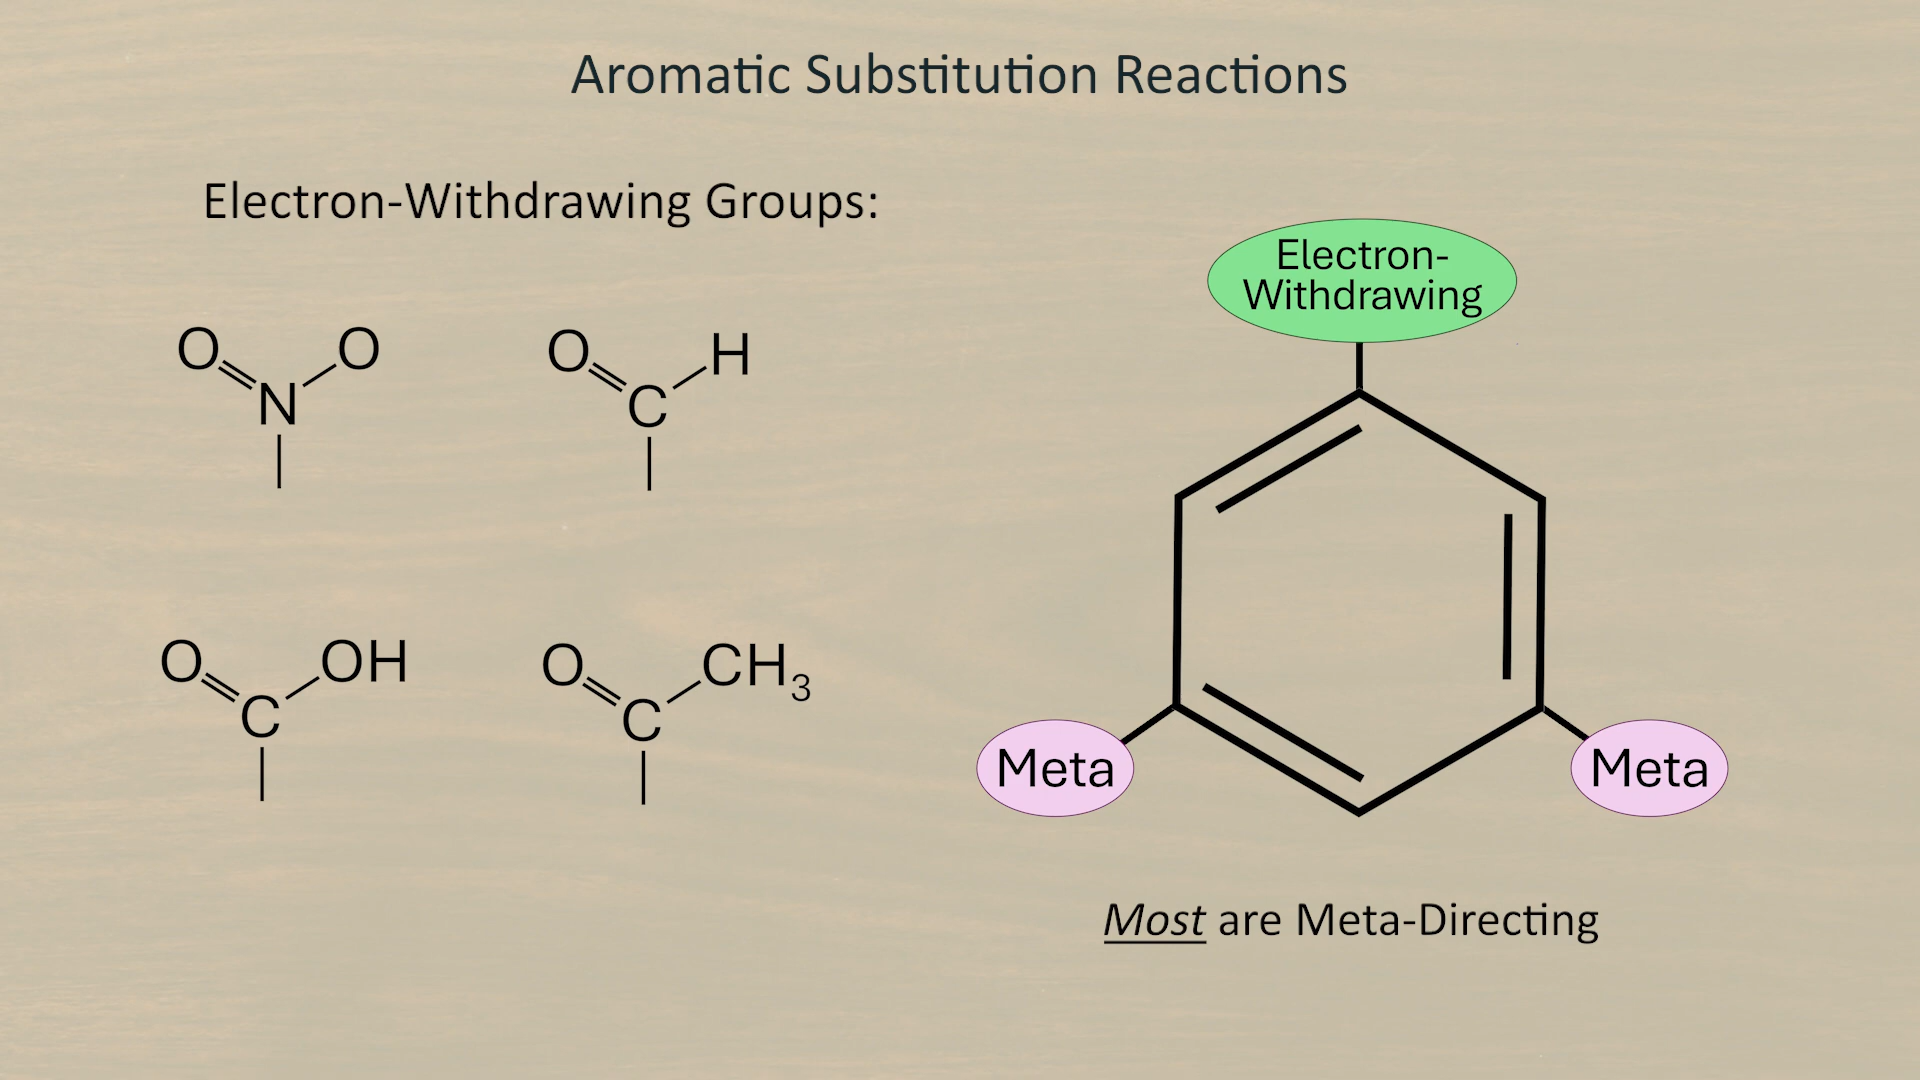 Aromatic Substitution Reactions
Electron-Withdrawing Groups:
O O
N
O H
C
O OH
C
O CH₃
C
Electron-
Withdrawing
Meta Meta
Most are Meta-Directing